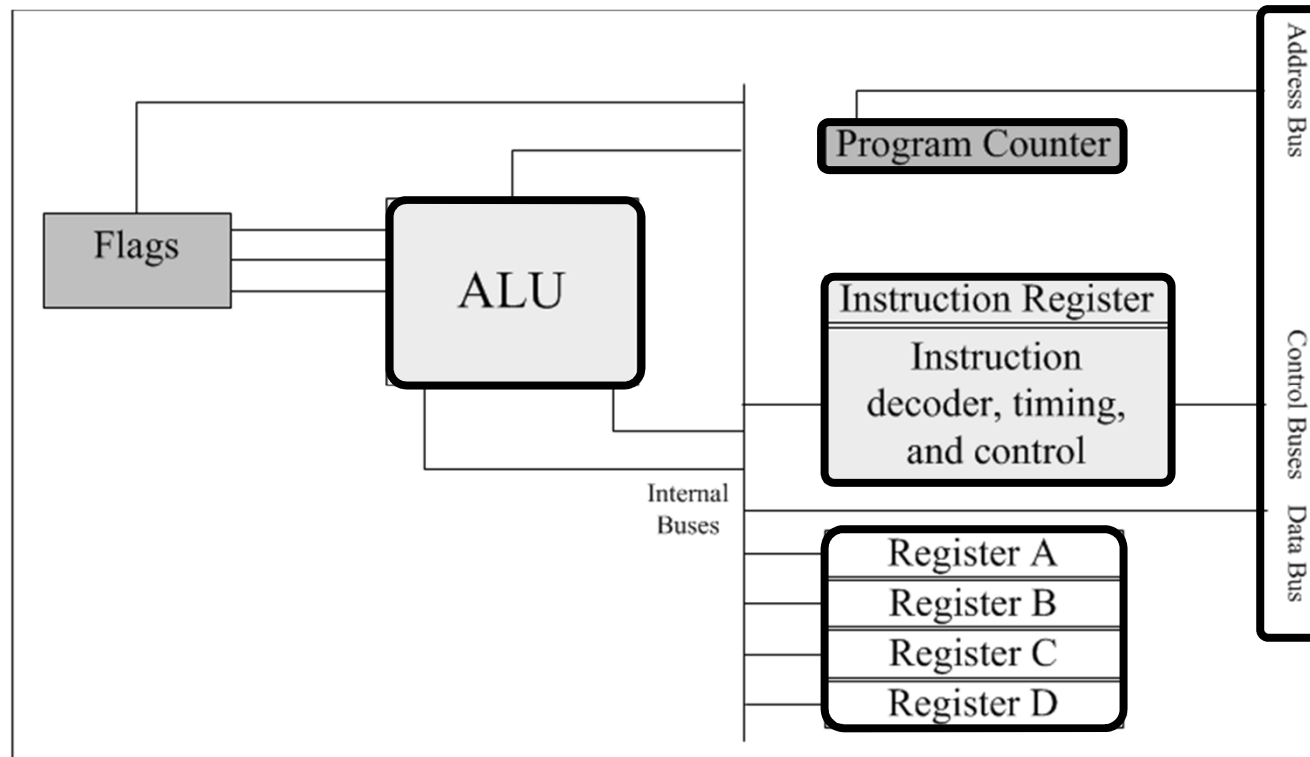 Address Bus
Program Counter
Flags
ALU
Instruction Register
Instruction
decoder, timing,
and control
Control Buses
Internal
Buses
Data Bus
Register A
Register B
Register C
Register D